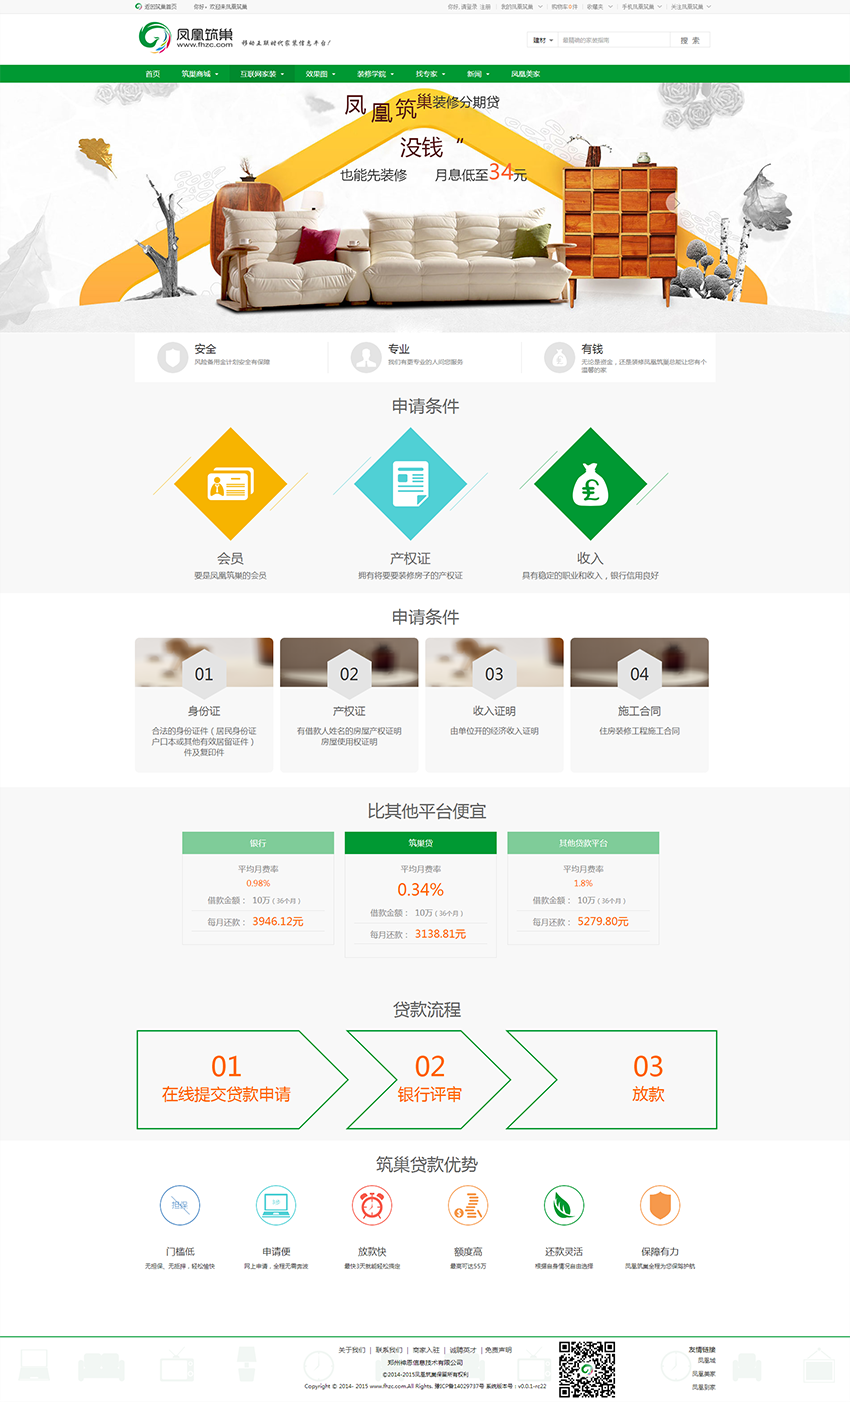 返回筑巢首页 你好，欢迎来凤凰筑巢
你好, 请登录 注册 我的凤凰筑巢 购物车0件 收藏夹 手机凤凰筑巢 关注凤凰筑巢
凤凰筑巢
www.fhzc.com
移动互联时代家装信息平台!
建材
搜 索
首页 筑巢商城 互联网家装 效果图 装修学院 找专家 新闻 凤凰美家
凤凰筑巢装修分期贷
没钱 “
也能先装修 月息低至34元
安全
风险备用金计划安全有保障
专业
我们有更专业的人问您服务
有钱
无论是资金，还是装修凤凰筑巢总能让您有个
温馨的家
申请条件
会员
要是凤凰筑巢的会员
产权证
拥有将要要装修房子的产权证
收入
具有稳定的职业和收入，银行信用良好
申请条件
01
身份证
合法的身份证件（居民身份证
户口本或其他有效居留证件）
件及复印件
02
产权证
有借款人姓名的房屋产权证明
房屋使用权证明
03
收入证明
由单位开的经济收入证明
04
施工合同
住房装修工程施工合同
比其他平台便宜
银行
平均月费率
0.98%
借款金额： 10万（36个月）
每月还款： 3946.12元
筑巢贷
平均月费率
0.34%
借款金额： 10万（36个月）
每月还款： 3138.81元
其他贷款平台
平均月费率
1.8%
借款金额： 10万（36个月）
每月还款： 5279.80元
贷款流程
01
在线提交贷款申请
02
银行评审
03
放款
筑巢贷款优势
担保
门槛低
无担保、无抵押，轻松愉快
申请便
网上申请，全程无需面谈
放款快
最快3天就能轻松搞定
额度高
最高可达55万
还款灵活
根据自身情况自由选择
保障有力
凤凰筑巢全程为您保驾护航
关于我们 | 联系我们 | 商家入驻 | 诚聘英才 | 免责声明
郑州禅恩信息技术有限公司
©2014-2015凤凰筑巢保留所有权利
Copyright © 2014- 2015 www.fhzc.com.All Rights. 豫ICP备14029737号 系统版本号：v0.0.1-rc22
友情链接
凤凰城
凤凰美家
凤凰到家